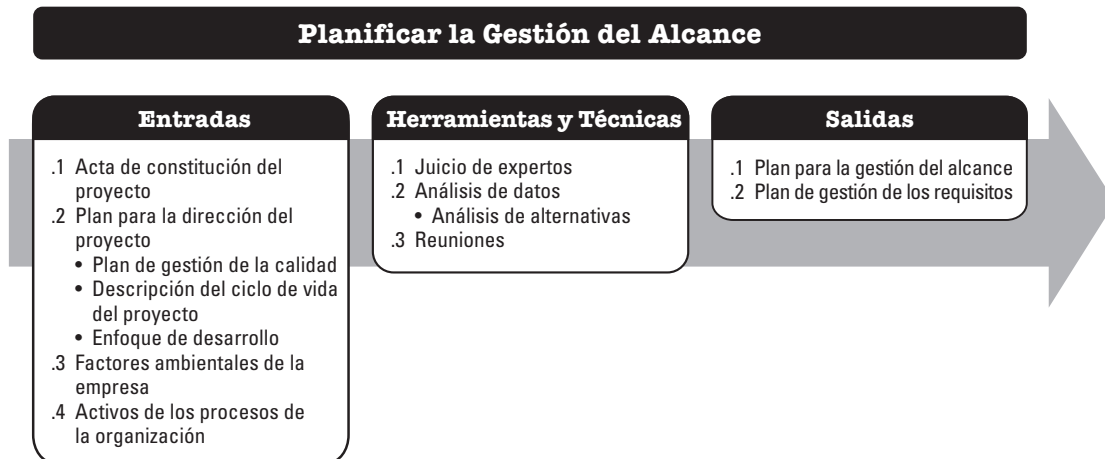 Planificar la Gestión del Alcance
Entradas
.1 Acta de constitución del
proyecto
.2 Plan para la dirección del
proyecto
• Plan de gestión de la calidad
• Descripción del ciclo de vida
del proyecto
• Enfoque de desarrollo
.3 Factores ambientales de la
empresa
.4 Activos de los procesos de
la organización
Herramientas y Técnicas
.1 Juicio de expertos
.2 Análisis de datos
• Análisis de alternativas
.3 Reuniones
Salidas
.1 Plan para la gestión del alcance
.2 Plan de gestión de los requisitos